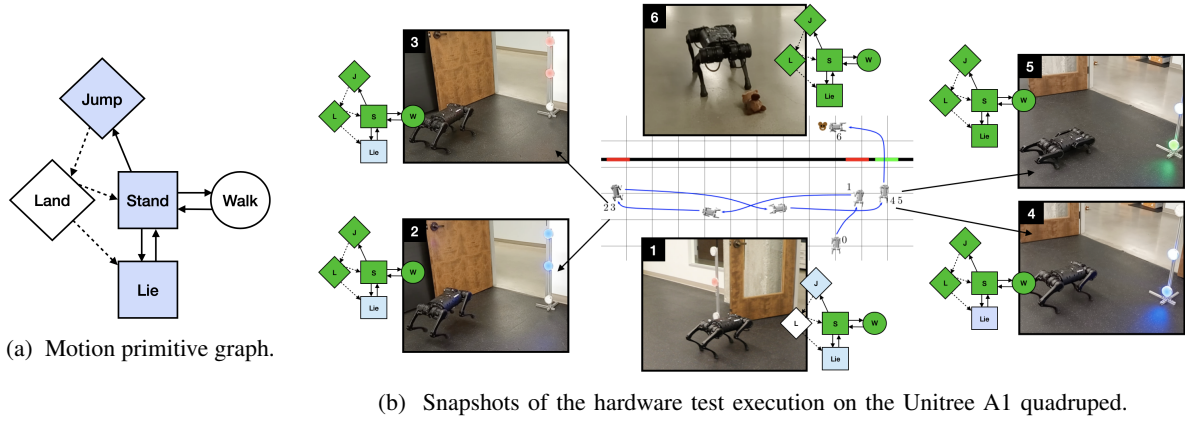 Jump
Land
Stand
Walk
Lie
(a) Motion primitive graph.
3
J
L
S
W
Lie
2
J
L
S
W
Lie
6
J
L
S
W
Lie
6
1
2 3
4 5
0
1
J
L
S
W
Lie
5
J
L
S
W
Lie
4
J
L
S
W
Lie
(b) Snapshots of the hardware test execution on the Unitree A1 quadruped.